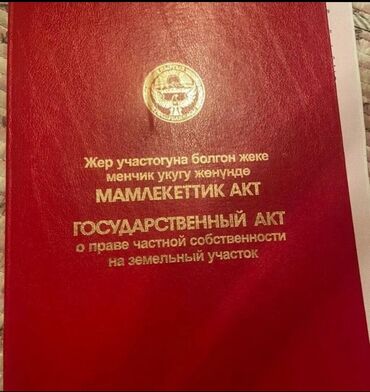 Жер участогуна болгон жеке
менчик укугу жөнүндө
МАМЛЕКЕТТИК АКТ
ГОСУДАРСТВЕННЫЙ АКТ
о праве частной собственности
на земельный участок